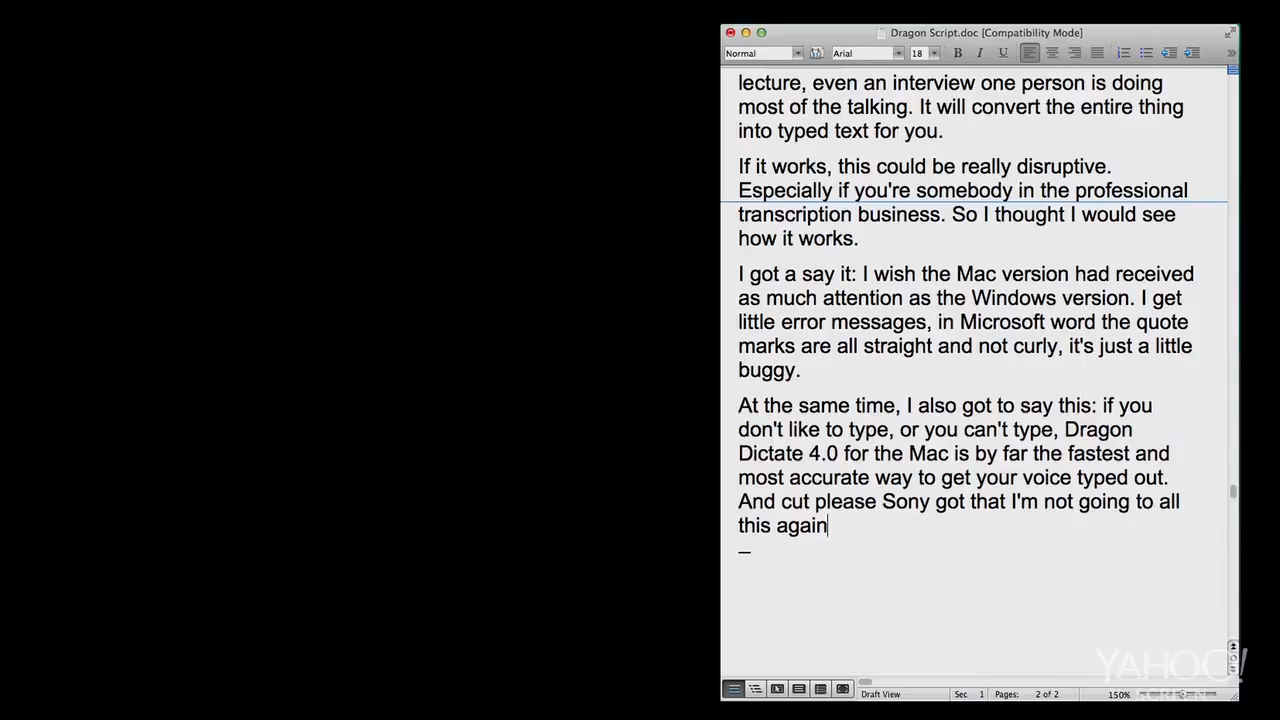 Dragon Script.doc [Compatibility Mode]
Normal Arial 18 B I U
lecture, even an interview one person is doing
most of the talking. It will convert the entire thing
into typed text for you.
If it works, this could be really disruptive.
Especially if you're somebody in the professional
transcription business. So I thought I would see
how it works.
I got a say it: I wish the Mac version had received
as much attention as the Windows version. I get
little error messages, in Microsoft word the quote
marks are all straight and not curly, it's just a little
buggy.
At the same time, I also got to say this: if you
don't like to type, or you can't type, Dragon
Dictate 4.0 for the Mac is by far the fastest and
most accurate way to get your voice typed out.
And cut please Sony got that I'm not going to all
this again
YAHOO!
SCREEN
Draft View Sec 1 Pages: 2 of 2 150%